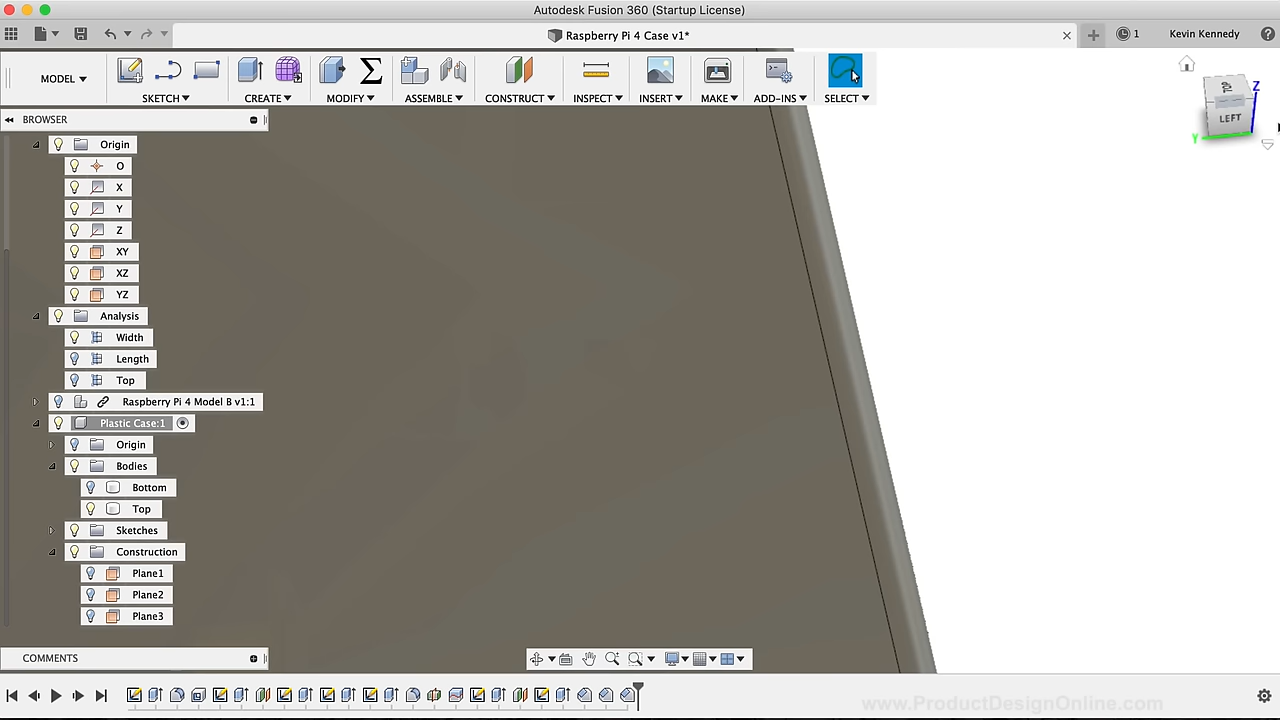 Autodesk Fusion 360 (Startup License)
Raspberry Pi 4 Case v1*
1
Kevin Kennedy
MODEL
SKETCH
CREATE
MODIFY
ASSEMBLE
CONSTRUCT
INSPECT
INSERT
MAKE
ADD-INS
SELECT
Z
LEFT
Y
BROWSER
Origin
O
X
Y
Z
XY
XZ
YZ
Analysis
Width
Length
Top
Raspberry Pi 4 Model B v1:1
Plastic Case:1
Origin
Bodies
Bottom
Top
Sketches
Construction
Plane1
Plane2
Plane3
COMMENTS
www.ProductDesignOnline.com